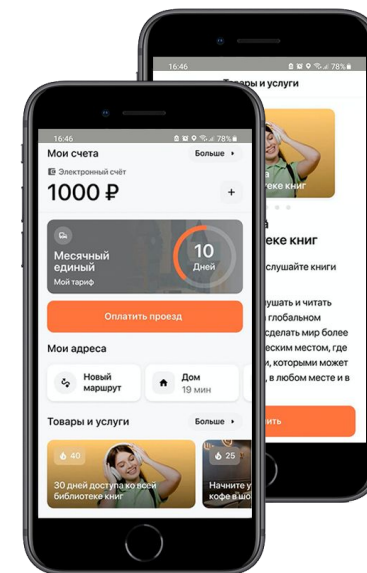 16:46
78%
Мои счета
Больше
Электронный счёт
1000 ₽
+
Месячный
единый
Мой тариф
10
Дней
Оплатить проезд
Мои адреса
Новый
маршрут
Дом
19 мин
Товары и услуги
Больше
40
30 дней доступа ко всей
библиотеке книг
25
Начните у
кофе в шо
16:46
78%
Товары и услуги
еке книг
еке книг
слушайте книги
ушать и читать
глобальном
сделать мир более
еским местом, где
и, которыми может
, в любом месте и в
ить